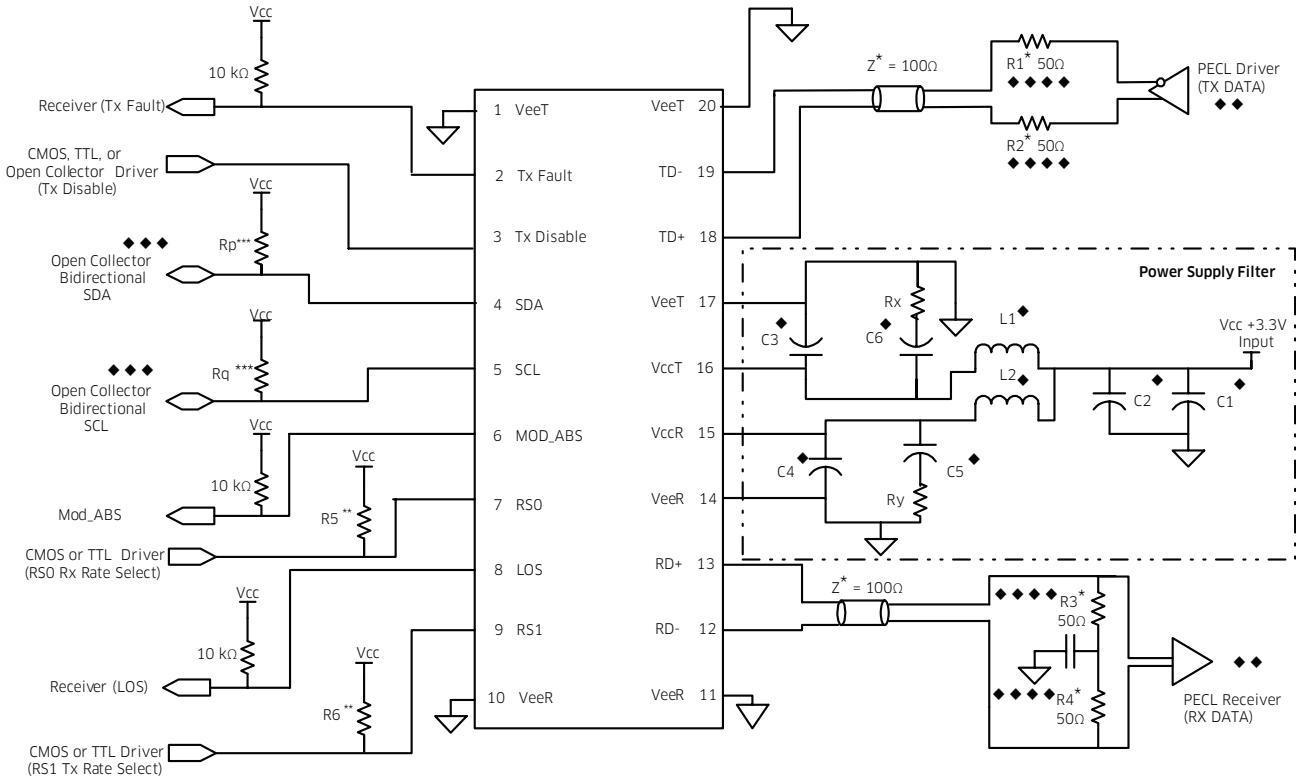 Vcc
10 kΩ
Receiver (Tx Fault)
CMOS, TTL, or
Open Collector Driver
(Tx Disable)
Vcc
Rp***
◆ ◆ ◆
Open Collector
Bidirectional
SDA
Vcc
Rq ***
◆ ◆ ◆
Open Collector
Bidirectional
SCL
Vcc
10 kΩ
Mod_ABS
Vcc
R5 **
CMOS or TTL Driver
(RS0 Rx Rate Select)
Vcc
10 kΩ
Receiver (LOS)
Vcc
R6 **
CMOS or TTL Driver
(RS1 Tx Rate Select)
1 VeeT
2 Tx Fault
3 Tx Disable
4 SDA
5 SCL
6 MOD_ABS
7 RS0
8 LOS
9 RS1
10 VeeR
VeeT 20
TD- 19
TD+ 18
VeeT 17
VccT 16
VccR 15
VeeR 14
RD+ 13
RD- 12
VeeR 11
Z* = 100Ω
R1* 50Ω
◆ ◆ ◆ ◆
R2* 50Ω
◆ ◆ ◆ ◆
PECL Driver
(TX DATA)
◆ ◆
Power Supply Filter
Rx
C3 ◆
C6 ◆
L1 ◆
L2 ◆
Vcc +3.3V
Input
C2 ◆
C1 ◆
C4 ◆
C5 ◆
Ry
Z* = 100Ω
◆ ◆ ◆ ◆
R3*
50Ω
◆ ◆ ◆ ◆
R4*
50Ω
◆ ◆
PECL Receiver
(RX DATA)